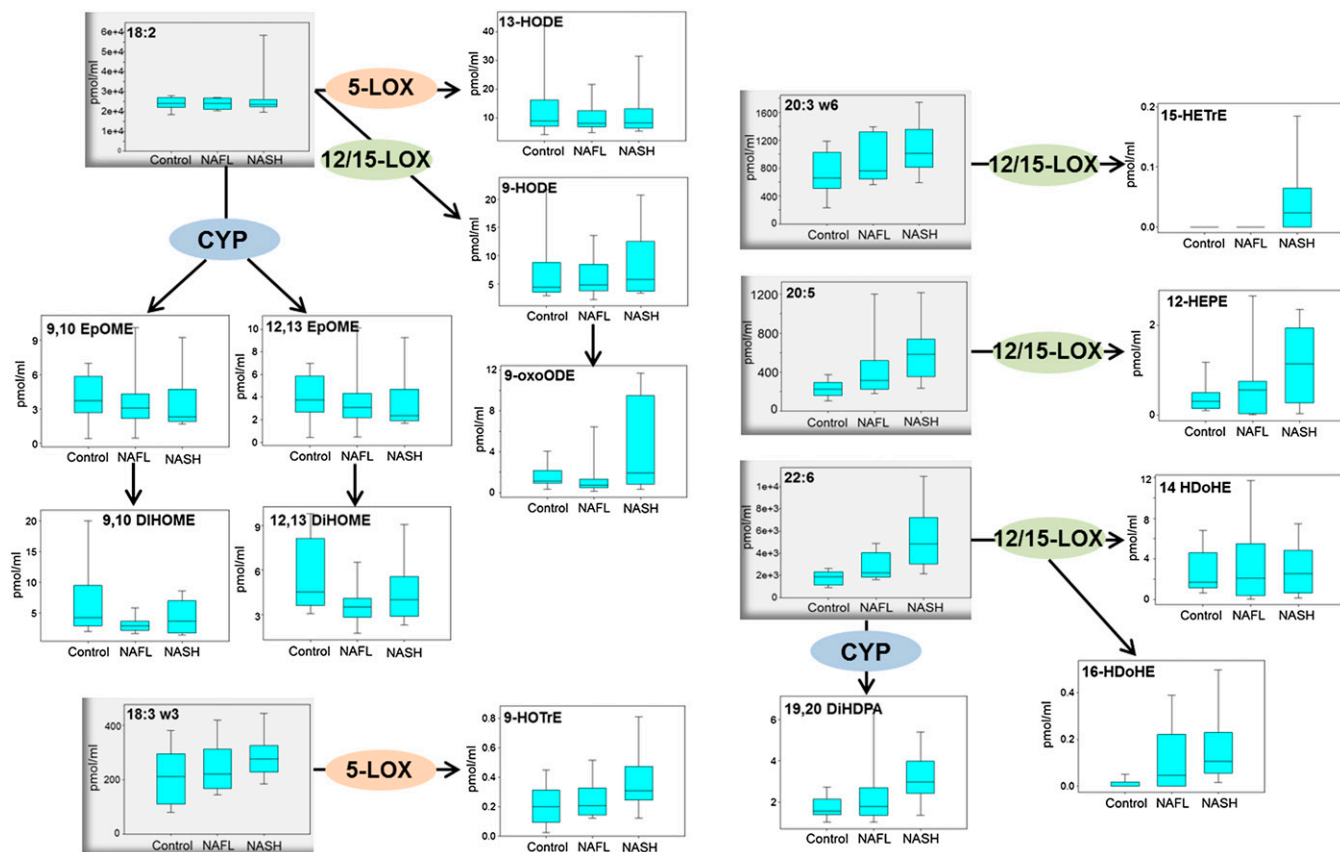 18:2
pmol/ml
6e+4
5e+4
4e+4
3e+4
2e+4
e+4
0
Control NAFL NASH
5-LOX
12/15-LOX
CYP
13-HODE
pmol/ml
40
30
20
10
Control NAFL NASH
9-HODE
pmol/ml
20
15
10
5
Control NAFL NASH
9,10 EpOME
pmol/ml
9
6
3
0
Control NAFL NASH
12,13 EpOME
pmol/ml
10
8
6
4
2
0
Control NAFL NASH
9-oxoODE
pmol/ml
12
8
4
0
Control NAFL NASH
9,10 DIHOME
pmol/ml
20
15
10
5
Control NAFL NASH
12,13 DiHOME
pmol/ml
9
6
3
Control NAFL NASH
18:3 w3
pmol/ml
400
200
0
Control NAFL NASH
5-LOX
9-HOTrE
pmol/ml
0.8
0.6
0.4
0.2
0.0
Control NAFL NASH
20:3 w6
pmol/ml
1600
1200
800
400
0
Control NAFL NASH
12/15-LOX
15-HETrE
pmol/ml
0.2
0.1
0.0
Control NAFL NASH
20:5
pmol/ml
1200
800
400
0
Control NAFL NASH
12/15-LOX
12-HEPE
pmol/ml
2
0
Control NAFL NASH
22:6
pmol/ml
1e+4
8e+3
6e+3
4e+3
2e+3
0
Control NAFL NASH
12/15-LOX
14 HDoHE
pmol/ml
12
8
4
0
Control NAFL NASH
CYP
19,20 DiHDPA
pmol/ml
6
4
2
Control NAFL NASH
16-HDoHE
pmol/ml
0.4
0.2
0.0
Control NAFL NASH